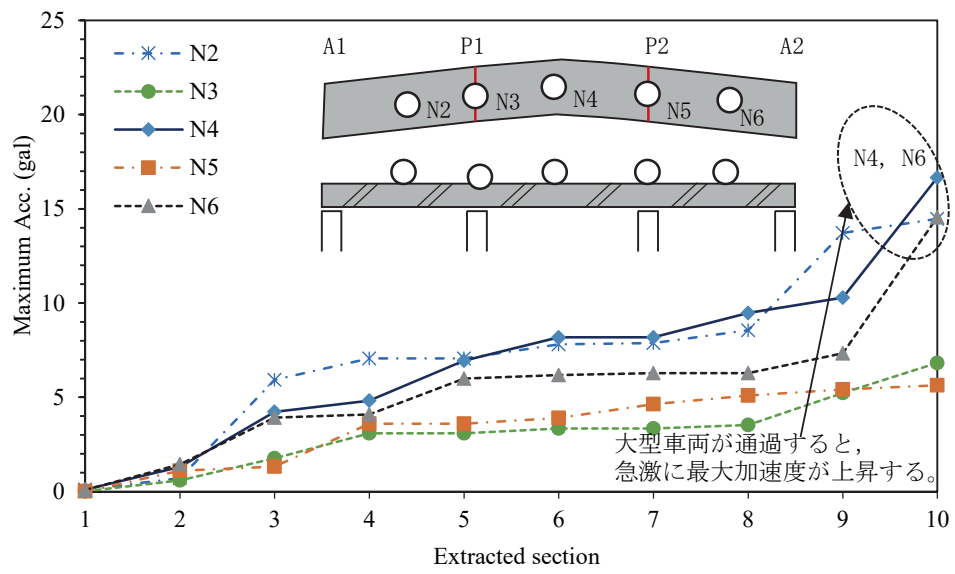 25
20
15
10
5
0
Maximum Acc. (gal)
N2
N3
N4
N5
N6
A1 P1 P2 A2
N2 N3 N4 N5 N6
N4, N6
大型車両が通過すると,
急激に最大加速度が上昇する。
1 2 3 4 5 6 7 8 9 10
Extracted section